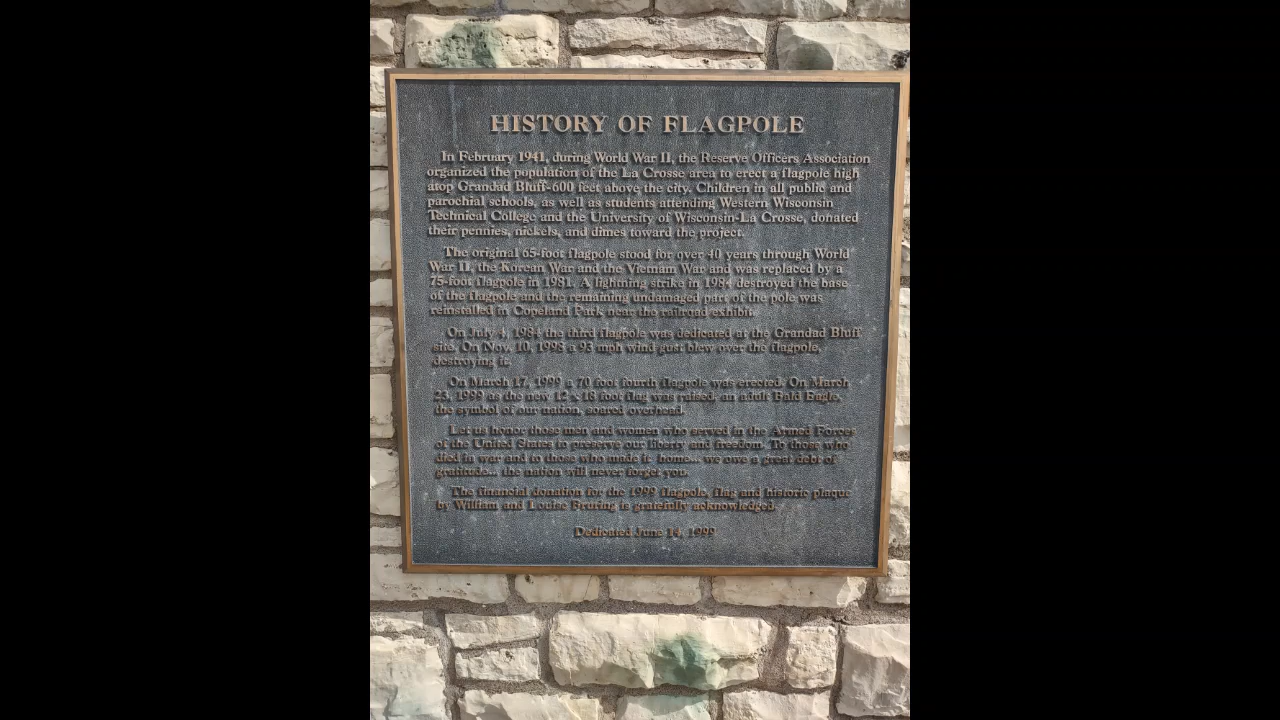 HISTORY OF FLAGPOLE
In February 1941, during World War II, the Reserve Officers Association
organized the population of the La Crosse area to erect a flagpole high
atop Grandad Bluff-600 feet above the city. Children in all public and
parochial schools, as well as students attending Western Wisconsin
Technical College and the University of Wisconsin-La Crosse, donated
their pennies, nickels, and dimes toward the project.
The original 65-foot flagpole stood for over 40 years through World
War II, the Korean War and the Vietnam War and was replaced by a
75-foot flagpole in 1981. A lightning strike in 1984 destroyed the base
of the flagpole and the remaining undamaged part of the pole was
reinstalled in Copeland Park near the railroad exhibit.
On July 4, 1984 the third flagpole was dedicated at the Grandad Bluff
site. On Nov. 10, 1998 a 93 mph wind gust blew over the flagpole,
destroying it.
On March 17, 1999 a 70 foot fourth flagpole was erected. On March
23, 1999 as the new 12 x 18 foot flag was raised, an adult Bald Eagle,
the symbol of our nation, soared overhead.
Let us honor those men and women who served in the Armed Forces
of the United States to preserve our liberty and freedom. To those who
died in war and to those who made it home... we owe a great debt of
gratitude... the nation will never forget you.
The financial donation for the 1999 flagpole, flag and historic plaque
by William and Louise Bruring is gratefully acknowledged.
Dedicated June 14, 1999